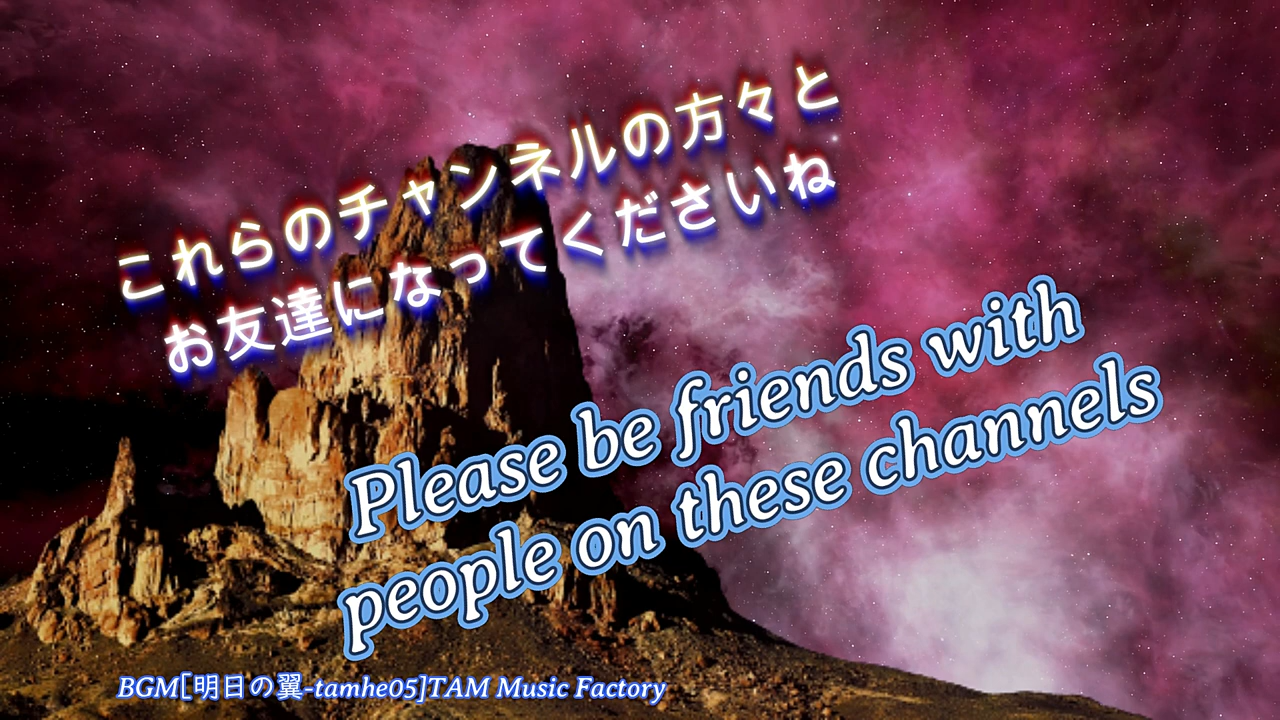 これらのチャンネルの方々と
お友達になってくださいね
Please be friends with
people on these channels
BGM[明日の翼-tamhe05]TAM Music Factory